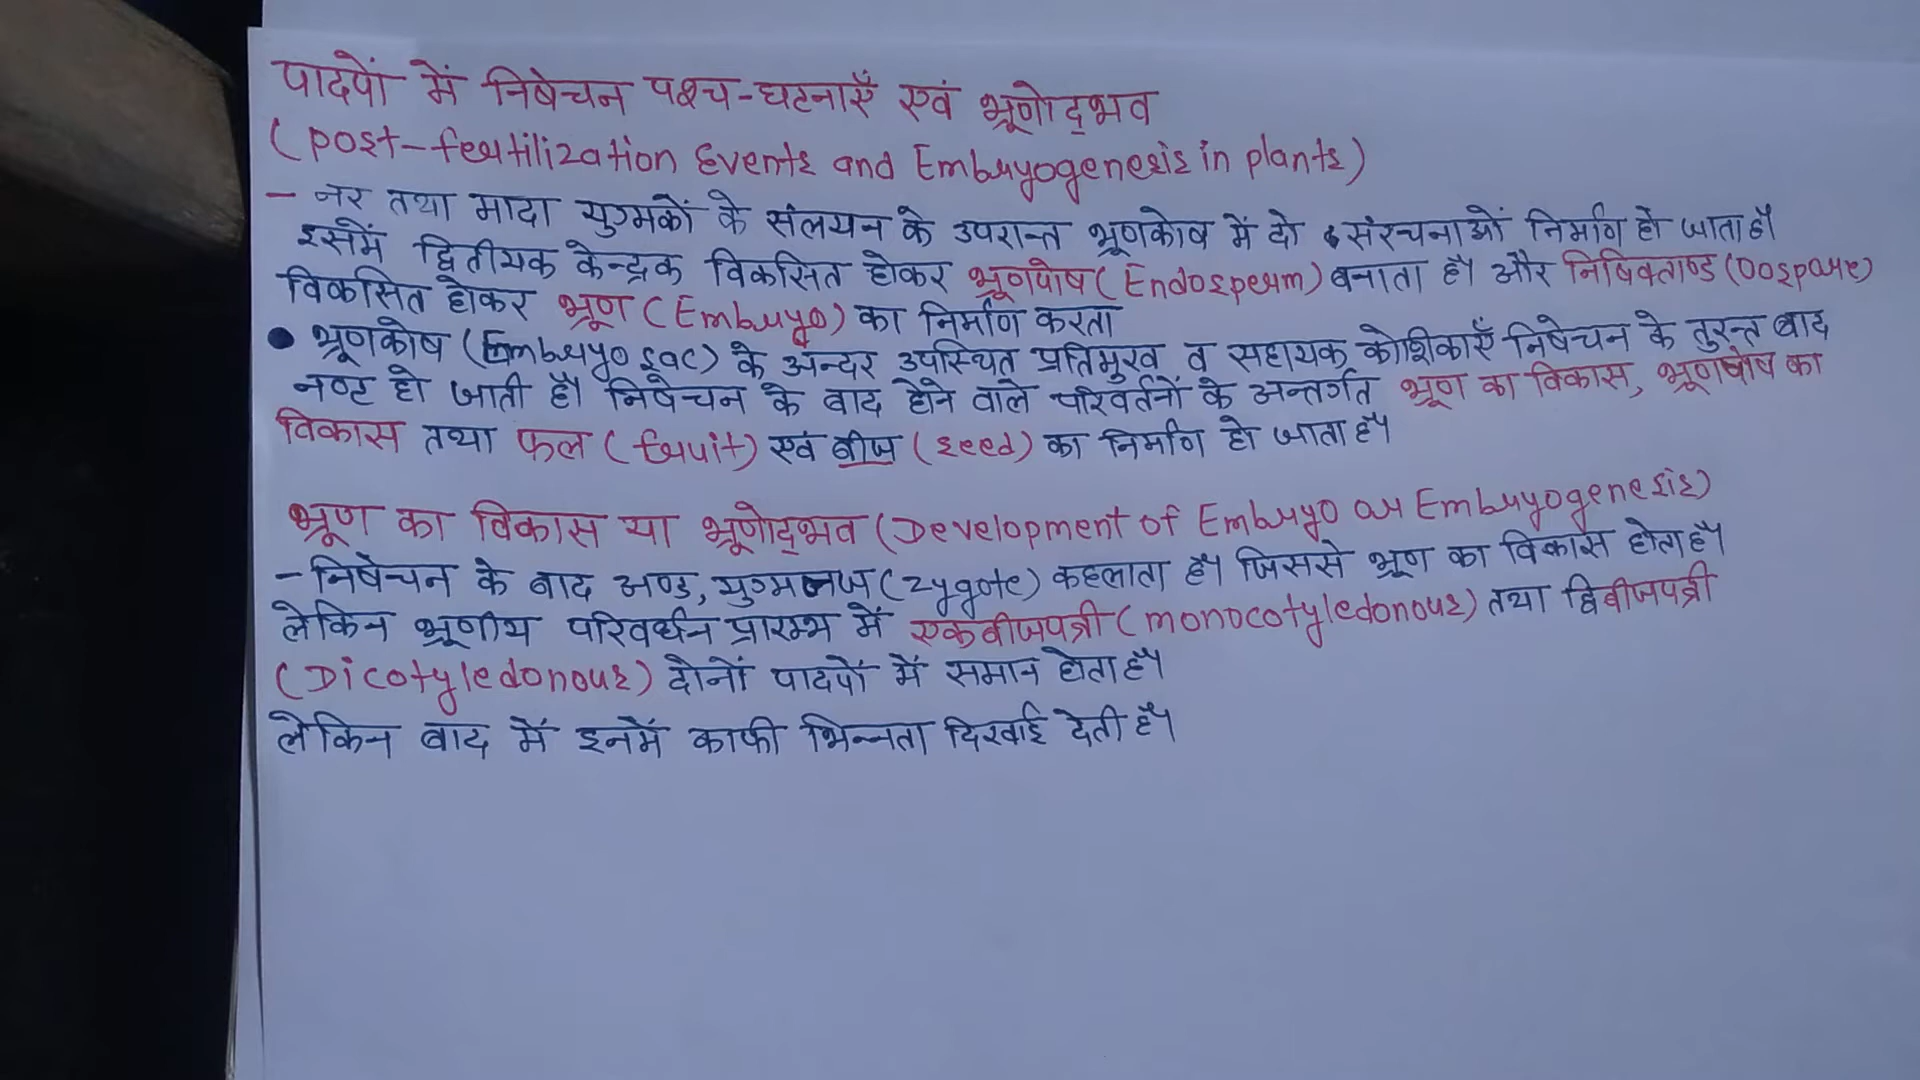 पादपों में निषेचन पश्च-घटनाएँ एवं भ्रूणोद्भव
(post-fertilization Events and Embryogenesis in plants)
- नर तथा मादा युग्मकों के संलयन के उपरान्त भ्रूणकोष में दो संरचनाओं निर्माण हो जाता है।
इसमें द्वितीयक केन्द्रक विकसित होकर भ्रूणपोष (Endosperm) बनाता है। और निषिक्ताण्ड (Oospore)
विकसित होकर भ्रूण (Embryo) का निर्माण करता
● भ्रूणकोष (Embryo sac) के अन्दर उपस्थित प्रतिमुख व सहायक कोशिकाएँ निषेचन के तुरन्त बाद
नष्ट हो जाती है। निषेचन के बाद होने वाले परिवर्तनों के अन्तर्गत भ्रूण का विकास, भ्रूणपोष का
विकास तथा फल (fruit) एवं बीज (seed) का निर्माण हो जाता है।
भ्रूण का विकास या भ्रूणोद्भव (Development of Embryo or Embryogenesis)
- निषेचन के बाद अण्ड, युग्मनज (Zygote) कहलाता है। जिससे भ्रूण का विकास होता है।
लेकिन भ्रूणीय परिवर्धन प्रारम्भ में एकबीजपत्री (monocotyledonous) तथा द्विबीजपत्री
(Dicotyledonous) दोनों पादपों में समान होता है।
लेकिन बाद में इनमें काफी भिन्नता दिखाई देती है।